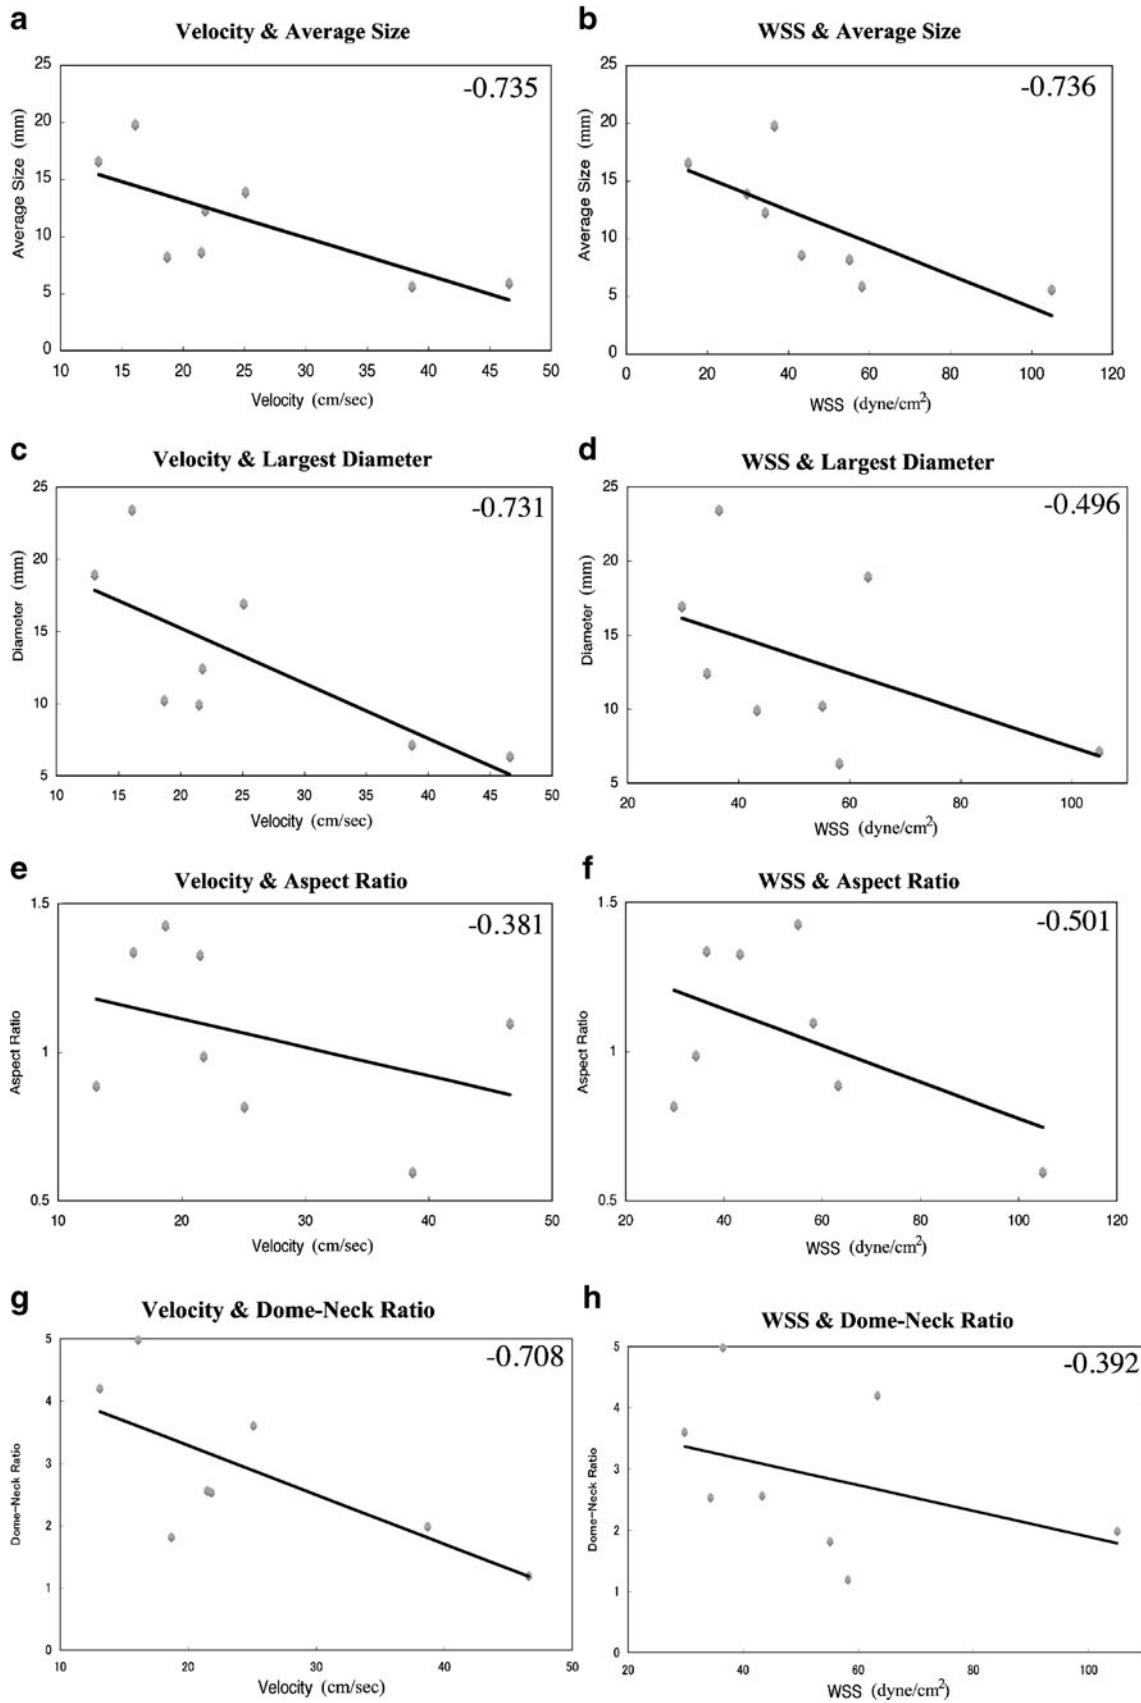 a
Velocity & Average Size
-0.735
Average Size (mm)
25
20
15
10
5
0
10 15 20 25 30 35 40 45 50
Velocity (cm/sec)
b
WSS & Average Size
-0.736
Average Size (mm)
25
20
15
10
5
0
0 20 40 60 80 100 120
WSS (dyne/cm²)
c
Velocity & Largest Diameter
-0.731
Diameter (mm)
25
20
15
10
5
10 15 20 25 30 35 40 45 50
Velocity (cm/sec)
d
WSS & Largest Diameter
-0.496
Diameter (mm)
25
20
15
10
5
20 40 60 80 100
WSS (dyne/cm²)
e
Velocity & Aspect Ratio
-0.381
Aspect Ratio
1.5
1
0.5
10 20 30 40 50
Velocity (cm/sec)
f
WSS & Aspect Ratio
-0.501
Aspect Ratio
1.5
1
0.5
20 40 60 80 100 120
WSS (dyne/cm²)
g
Velocity & Dome-Neck Ratio
-0.708
Dome-Neck Ratio
5
4
3
2
1
0
10 20 30 40 50
Velocity (cm/sec)
h
WSS & Dome-Neck Ratio
-0.392
Dome-Neck Ratio
5
4
3
2
1
0
20 40 60 80 100
WSS (dyne/cm²)